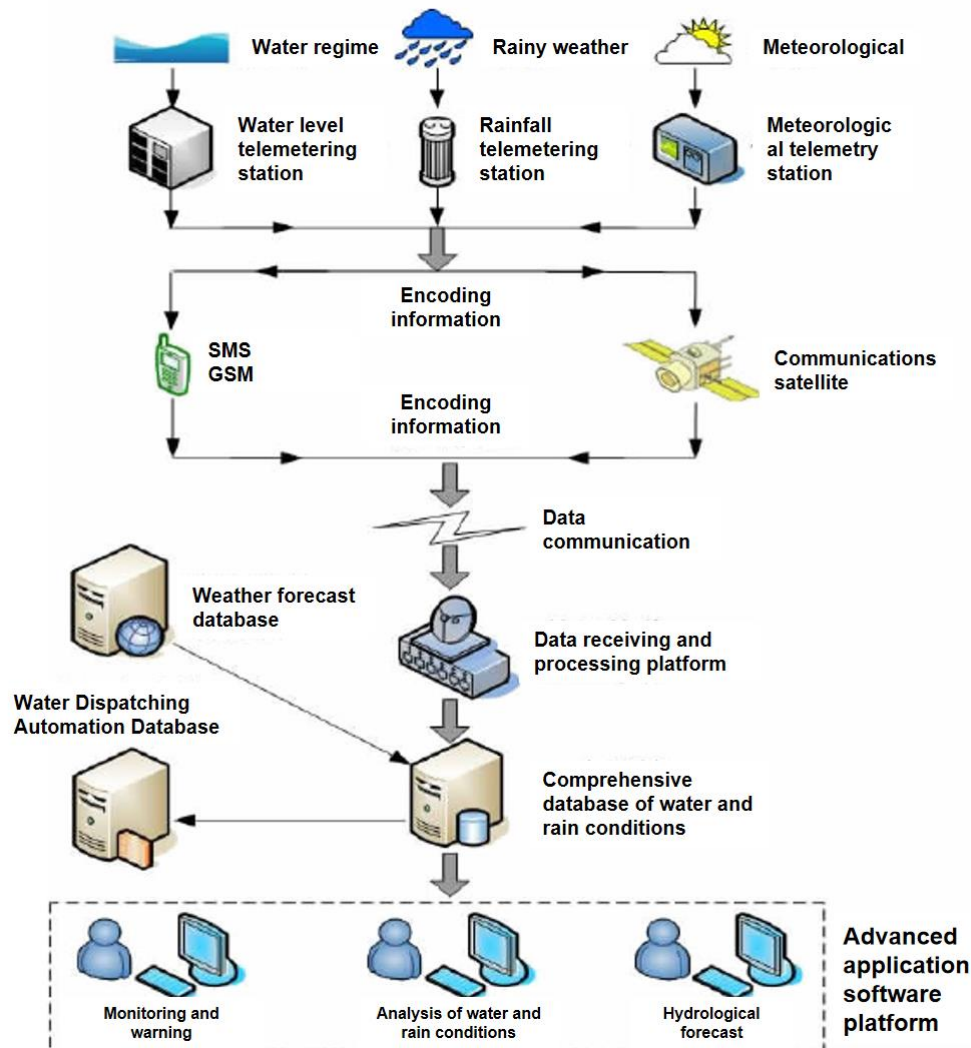 Water regime
Rainy weather
Meteorological
Water level
telemetering
station
Rainfall
telemetering
station
Meteorologic
al telemetry
station
Encoding
information
SMS
GSM
Communications
satellite
Encoding
information
Data
communication
Weather forecast
database
Data receiving and
processing platform
Water Dispatching
Automation Database
Comprehensive
database of water and
rain conditions
Monitoring and
warning
Analysis of water and
rain conditions
Hydrological
forecast
Advanced
application
software
platform